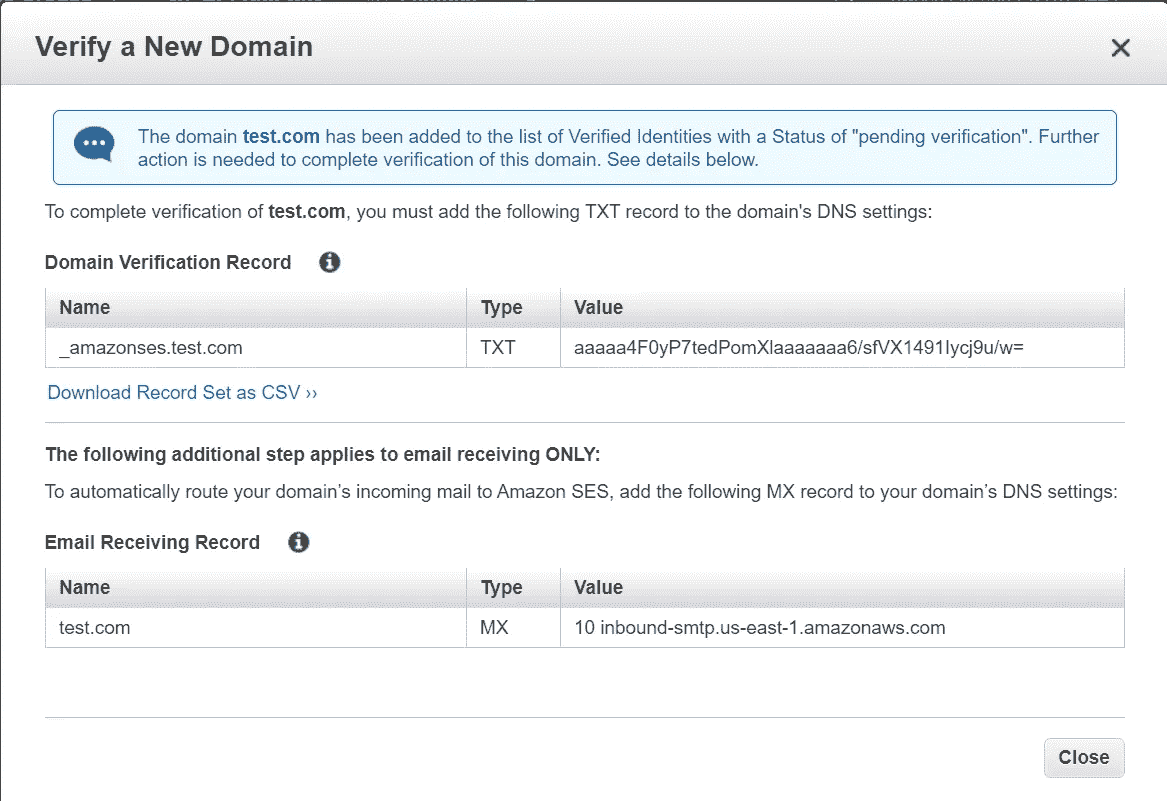 Verify a New Domain
The domain test.com has been added to the list of Verified Identities with a Status of "pending verification". Further
action is needed to complete verification of this domain. See details below.
To complete verification of test.com, you must add the following TXT record to the domain's DNS settings:
Domain Verification Record
Name Type Value
_amazonses.test.com TXT aaaaa4F0yP7tedPomXlaaaaaaa6/sfVX1491Iycj9u/w=
Download Record Set as CSV ››
The following additional step applies to email receiving ONLY:
To automatically route your domain’s incoming mail to Amazon SES, add the following MX record to your domain’s DNS settings:
Email Receiving Record
Name Type Value
test.com MX 10 inbound-smtp.us-east-1.amazonaws.com
Close